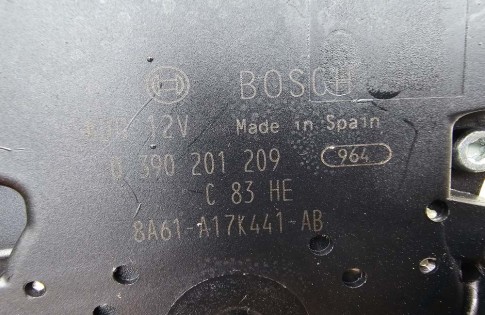 BOSCH
12V Made in Spain
0 390 201 209 964
C 83 HE
8A61-A17K441-AB